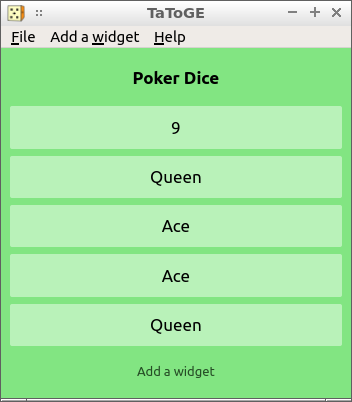 TaToGE
File Add a widget Help
Poker Dice
9
Queen
Ace
Ace
Queen
Add a widget